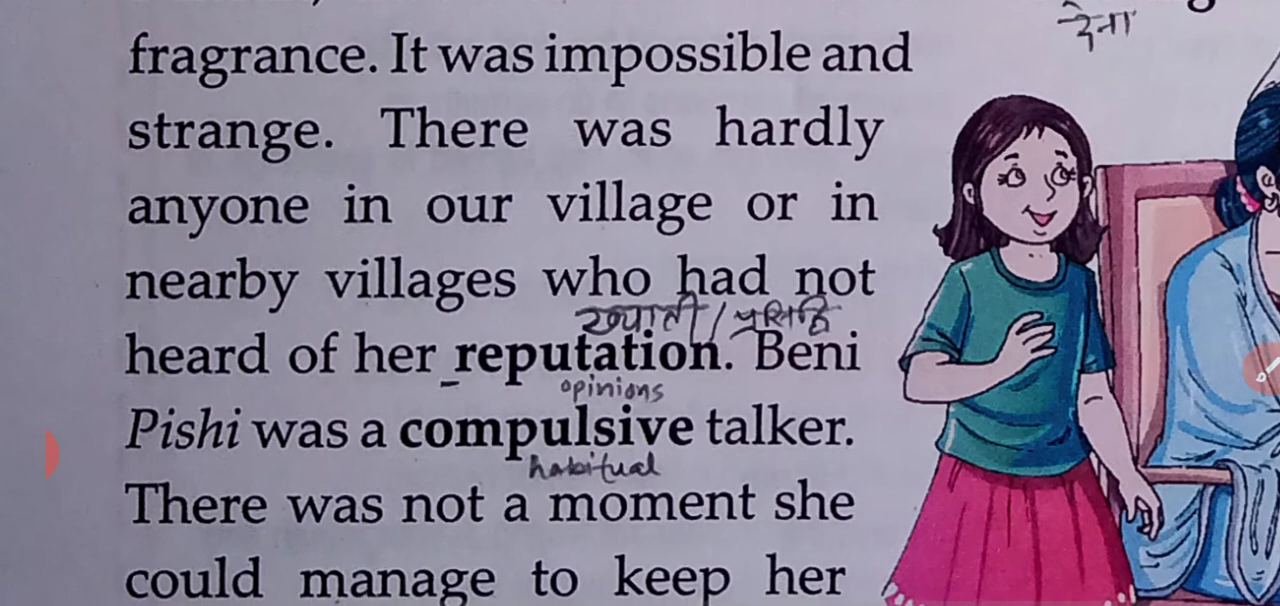 देना
fragrance. It was impossible and
strange. There was hardly
anyone in our village or in
nearby villages who had not
ख्याती / प्रसिद्धि
heard of her reputation. Beni
opinions
Pishi was a compulsive talker.
habitual
There was not a moment she
could manage to keep her